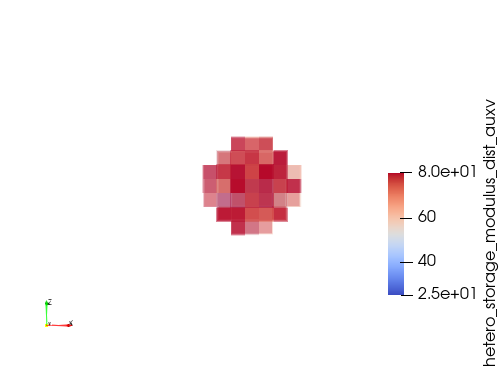 8.0e+01
60
40
2.5e+01
hetero_storage_modulus_dist_auxv
Z
X